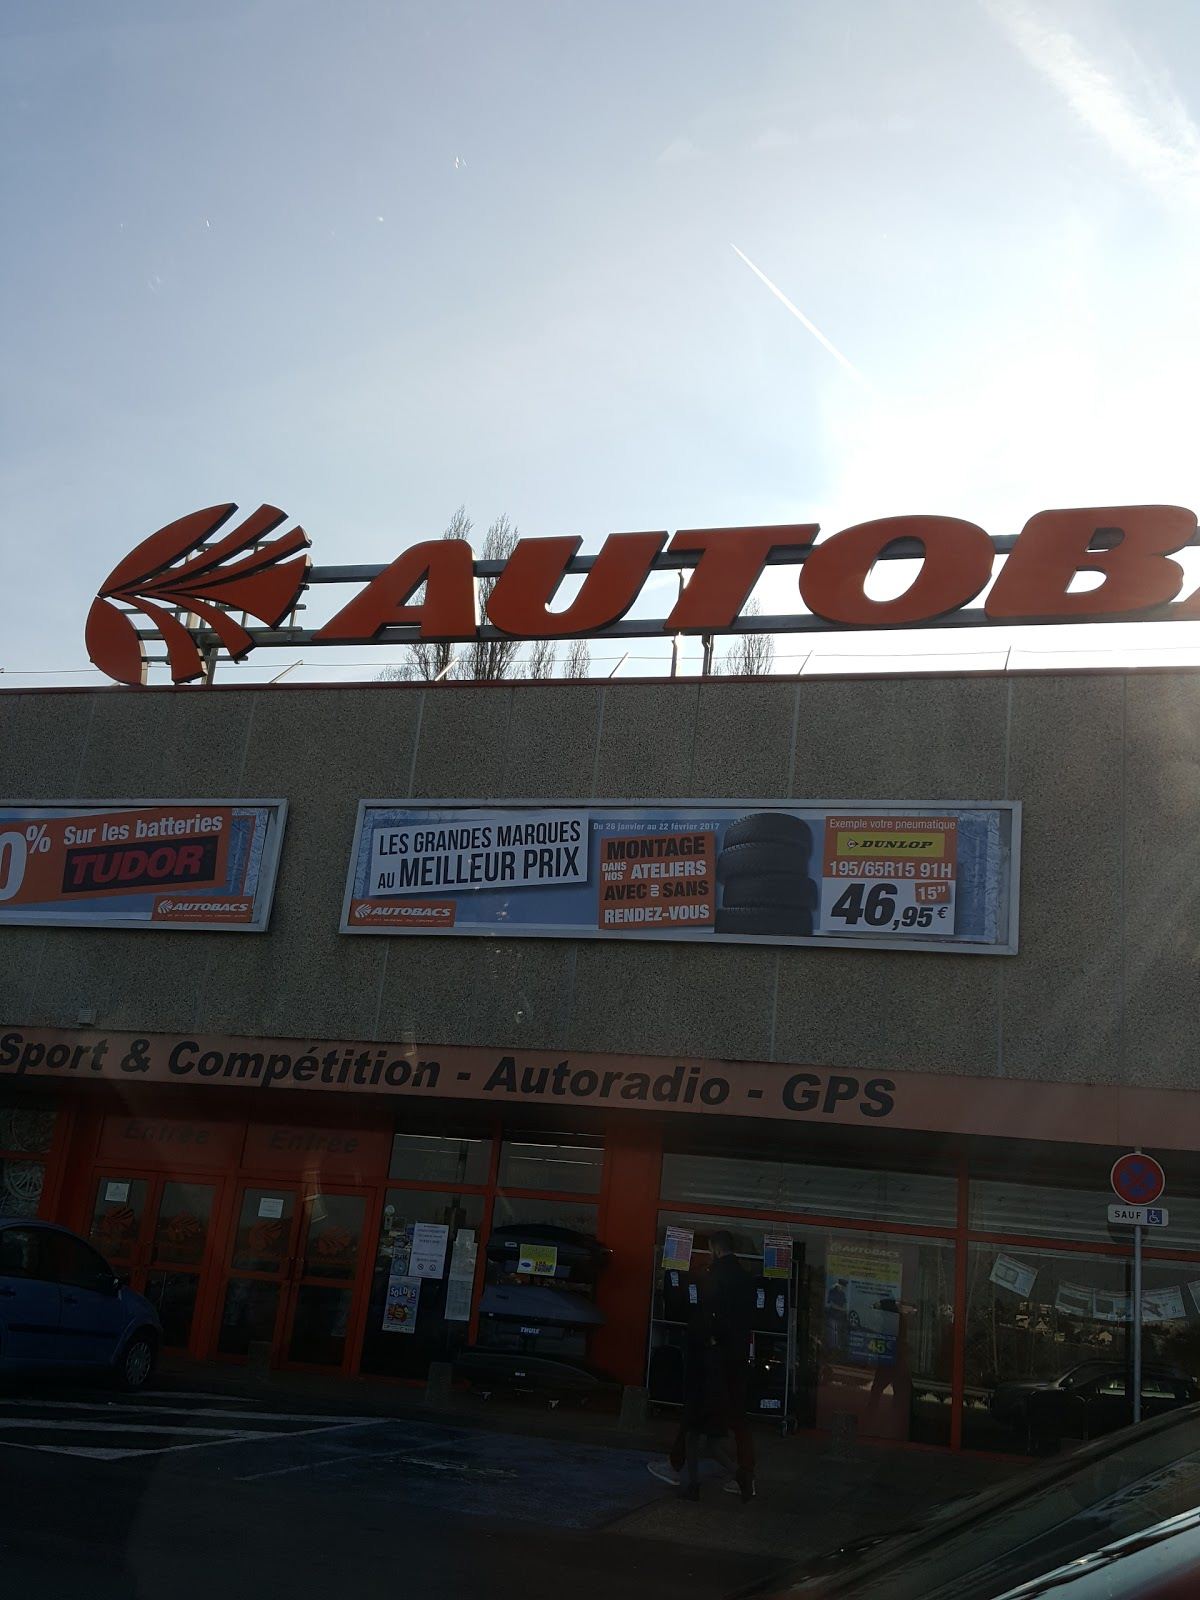 AUTOBA
0% Sur les batteries
TUDOR
AUTOBACS
LES GRANDES MARQUES
AU MEILLEUR PRIX
AUTOBACS
Du 26 janvier au 22 février 2017
MONTAGE
DANS NOS ATELIERS
AVEC OU SANS
RENDEZ-VOUS
Exemple votre pneumatique
DUNLOP
195/65R15 91H
15"
46,95€
Sport & Compétition - Autoradio - GPS
Entrée
Entrée
SAUF
SOLDES
THULE
AUTOBACS
45€